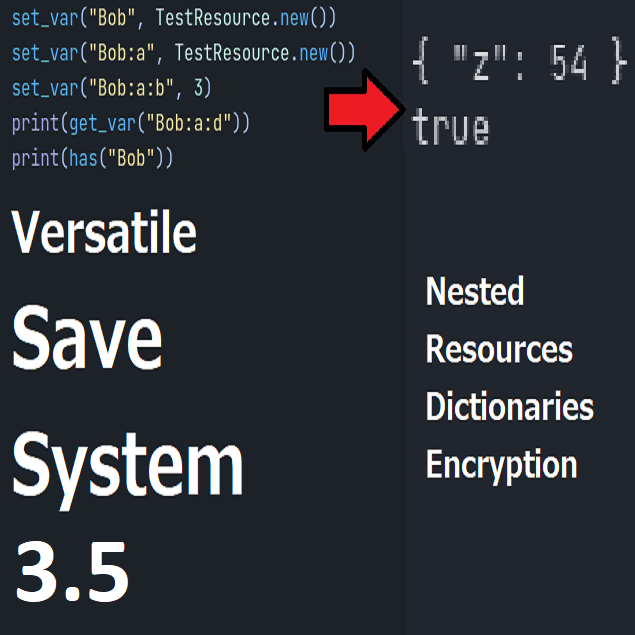 set_var("Bob", TestResource.new())
set_var("Bob:a", TestResource.new())
set_var("Bob:a:b", 3)
print(get_var("Bob:a:d"))
print(has("Bob"))
{ "z": 54 }
true
Versatile
Save
System
3.5
Nested
Resources
Dictionaries
Encryption